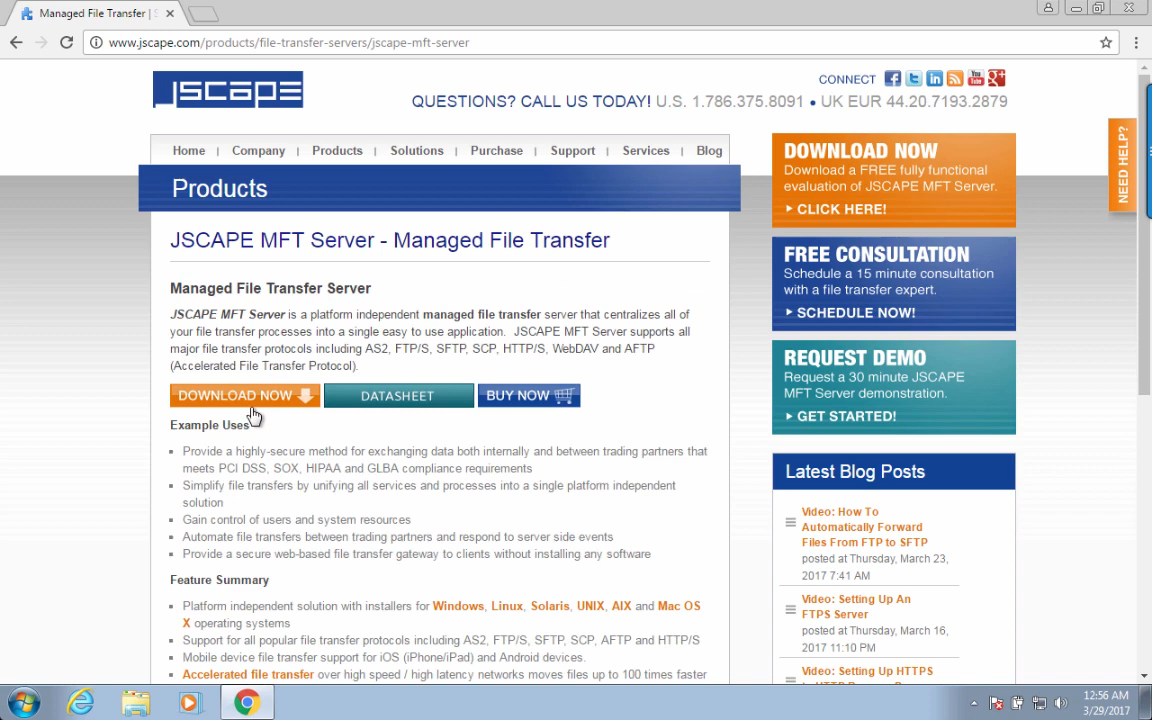 Managed File Transfer |
www.jscape.com/products/file-transfer-servers/jscape-mft-server
JSCAPE
CONNECT
You
Tube
QUESTIONS? CALL US TODAY! U.S. 1.786.375.8091 • UK EUR 44.20.7193.2879
Home | Company | Products | Solutions | Purchase | Support | Services | Blog
Products
JSCAPE MFT Server - Managed File Transfer
Managed File Transfer Server
JSCAPE MFT Server is a platform independent managed file transfer server that centralizes all of
your file transfer processes into a single easy to use application. JSCAPE MFT Server supports all
major file transfer protocols including AS2, FTP/S, SFTP, SCP, HTTP/S, WebDAV and AFTP
(Accelerated File Transfer Protocol).
DOWNLOAD NOW
DATASHEET
BUY NOW
Example Uses
Provide a highly-secure method for exchanging data both internally and between trading partners that
meets PCI DSS, SOX, HIPAA and GLBA compliance requirements
Simplify file transfers by unifying all services and processes into a single platform independent
solution
Gain control of users and system resources
Automate file transfers between trading partners and respond to server side events
Provide a secure web-based file transfer gateway to clients without installing any software
Feature Summary
Platform independent solution with installers for Windows, Linux, Solaris, UNIX, AIX and Mac OS
X operating systems
Support for all popular file transfer protocols including AS2, FTP/S, SFTP, SCP, AFTP and HTTP/S
Mobile device file transfer support for iOS (iPhone/iPad) and Android devices.
Accelerated file transfer over high speed / high latency networks moves files up to 100 times faster
DOWNLOAD NOW
Download a FREE fully functional
evaluation of JSCAPE MFT Server.
CLICK HERE!
FREE CONSULTATION
Schedule a 15 minute consultation
with a file transfer expert.
SCHEDULE NOW!
REQUEST DEMO
Request a 30 minute JSCAPE
MFT Server demonstration.
GET STARTED!
Latest Blog Posts
Video: How To
Automatically Forward
Files From FTP to SFTP
posted at Thursday, March 23,
2017 7:41 AM
Video: Setting Up An
FTPS Server
posted at Thursday, March 16,
2017 11:10 PM
Video: Setting Up HTTPS
NEED HELP?
12:56 AM
3/29/2017